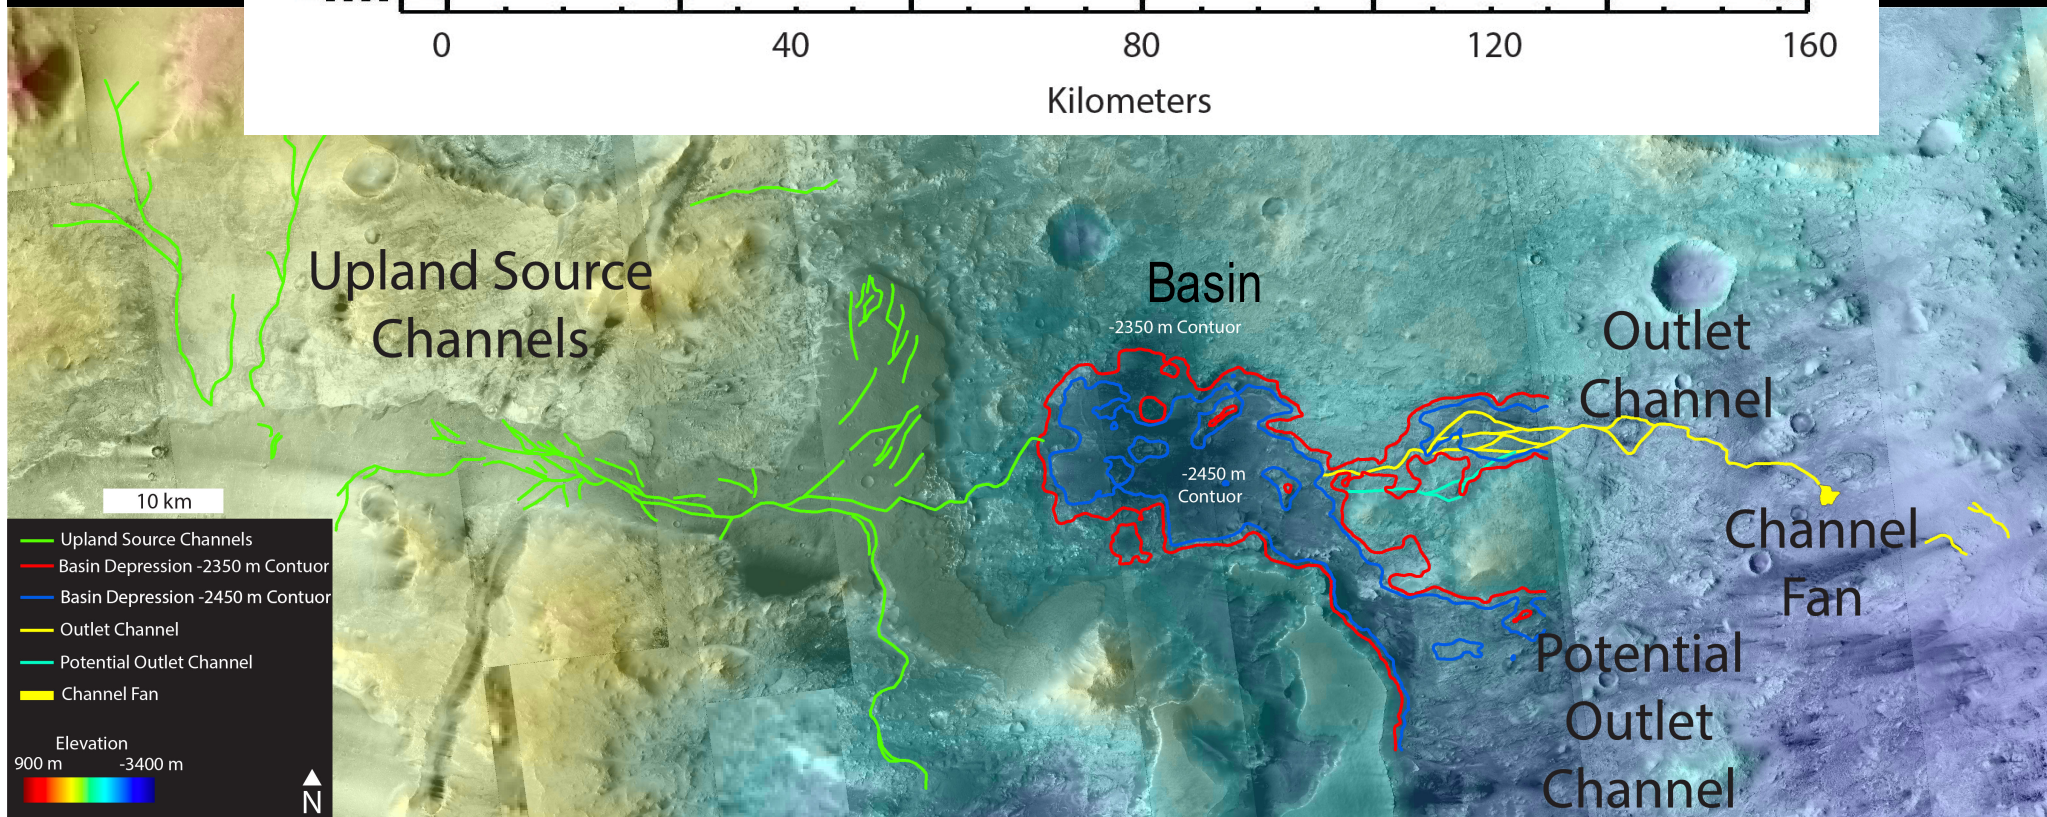 0 40 80 120 160
Kilometers
Upland Source
Channels
Basin
-2350 m Contuor
-2450 m
Contuor
Outlet
Channel
Channel
Fan
Potential
Outlet
Channel
10 km
Upland Source Channels
Basin Depression -2350 m Contuor
Basin Depression -2450 m Contuor
Outlet Channel
Potential Outlet Channel
Channel Fan
Elevation
900 m -3400 m
N